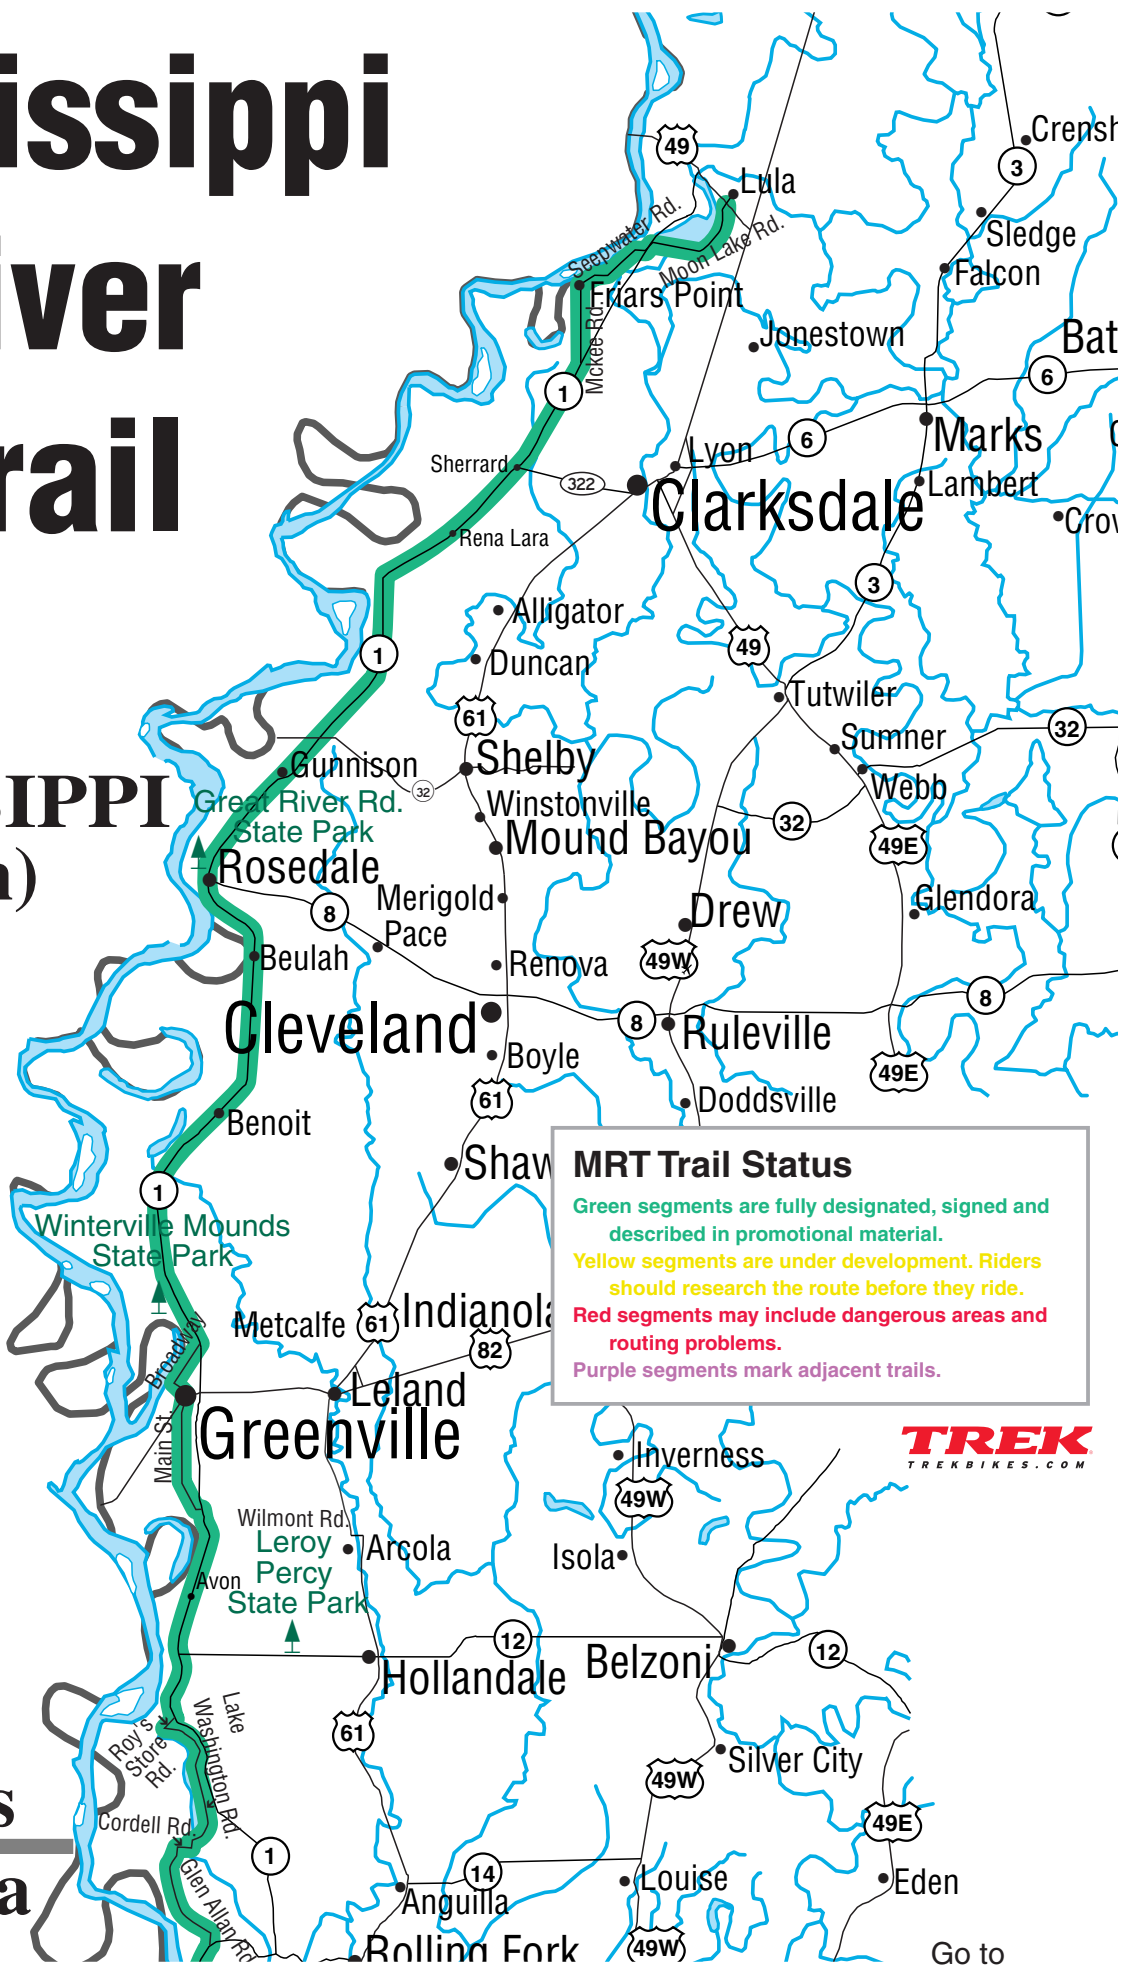 issippi
iver
rail
SIPPI
)
s
a
49
Lula
Crensh
3
Seepwater Rd.
Moon Lake Rd.
Sledge
Falcon
Friars Point
Mckee Rd.
Jonestown
Bat
6
1
Marks
6
Lyon
Sherrard
322
Clarksdale
Lambert
Crow
Rena Lara
3
Alligator
49
Duncan
1
Tutwiler
61
32
Sumner
Shelby
Gunnison
32
Webb
Great River Rd.
State Park
Winstonville
32
Mound Bayou
49E
Rosedale
Merigold
8
Glendora
Drew
Pace
Beulah
Renova
49W
8
Cleveland
8
Ruleville
Boyle
49E
61
Doddsville
Benoit
Shaw
1
Winterville Mounds
State Park
MRT Trail Status
Green segments are fully designated, signed and
described in promotional material.
Yellow segments are under development. Riders
should research the route before they ride.
Red segments may include dangerous areas and
routing problems.
Purple segments mark adjacent trails.
Broadway
Metcalfe
61
Indianola
82
Leland
Greenville
Main St.
TREK
TREKBIKES.COM
Inverness
49W
Wilmont Rd.
Leroy
Percy
State Park
Arcola
Isola
Avon
12
Belzoni
12
Hollandale
Lake
Washington Rd.
Roy's
Store
Rd.
61
Silver City
49W
Cordell Rd.
49E
1
14
Glen Allan Rd
Louise
Eden
Anguilla
49W
Rolling Fork
Go to